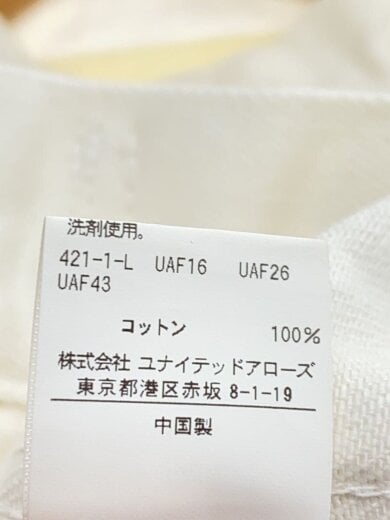 洗剤使用。
421-1-L UAF16 UAF26
UAF43
コットン 100%
株式会社 ユナイテッドアローズ
東京都港区赤坂 8-1-19
中国製